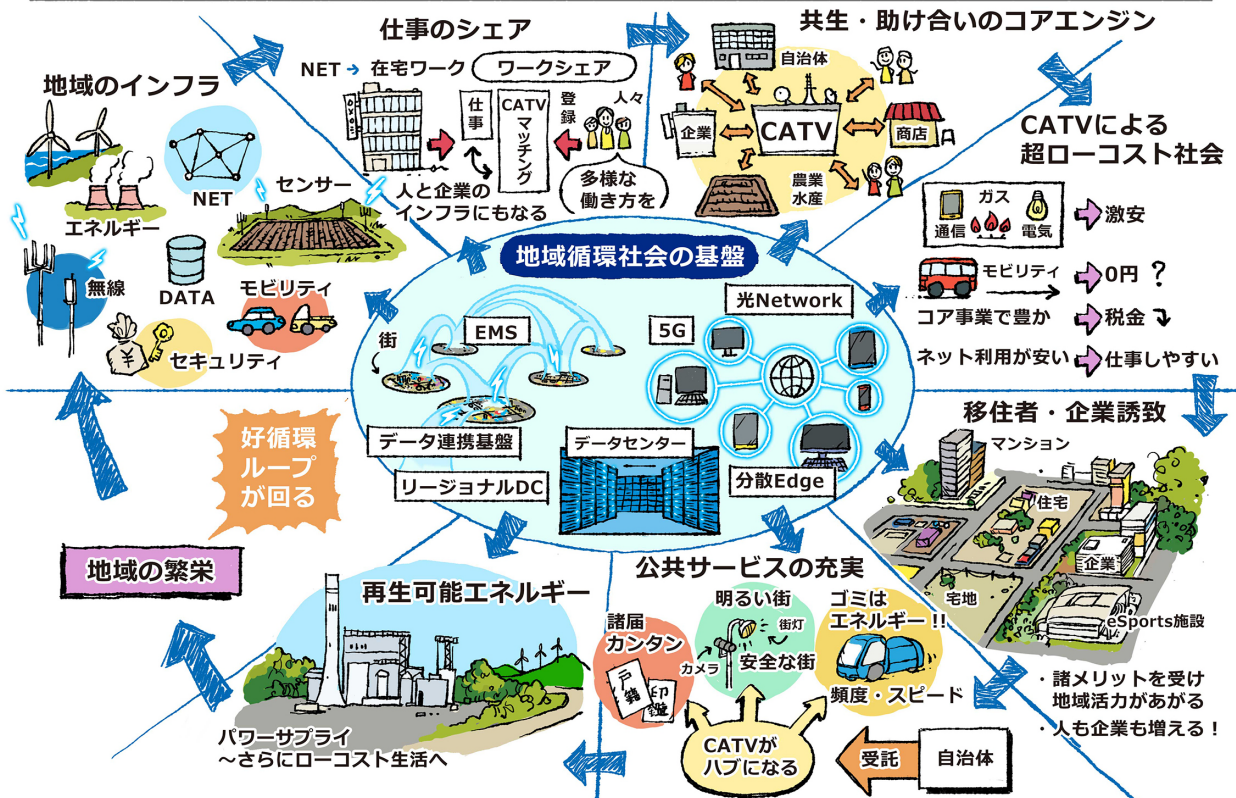 仕事のシェア
NET → 在宅ワーク
ワークシェア
仕事
CATVマッチング
登録
人々
人と企業の
インフラにもなる
多様な
働き方を
共生・助け合いのコアエンジン
自治体
企業
CATV
商店
農業
水産
地域のインフラ
NET
センサー
エネルギー
無線
DATA
モビリティ
セキュリティ
CATVによる
超ローコスト社会
ガス
通信
電気
激安
モビリティ
0円?
コア事業で豊か
税金
ネット利用が安い
仕事しやすい
地域循環社会の基盤
街
EMS
データ連携基盤
リージョナルDC
データセンター
光Network
5G
分散Edge
移住者・企業誘致
マンション
住宅
企業
宅地
eSports施設
・諸メリットを受け
地域活力があがる
・人も企業も増える!
公共サービスの充実
諸届
カンタン
戸籍
印鑑
明るい街
街灯
カメラ
安全な街
ゴミは
エネルギー!!
頻度・スピード
CATVが
ハブになる
受託
自治体
再生可能エネルギー
パワーサプライ
~さらにローコスト生活へ
地域の繁栄
好循環
ループ
が回る